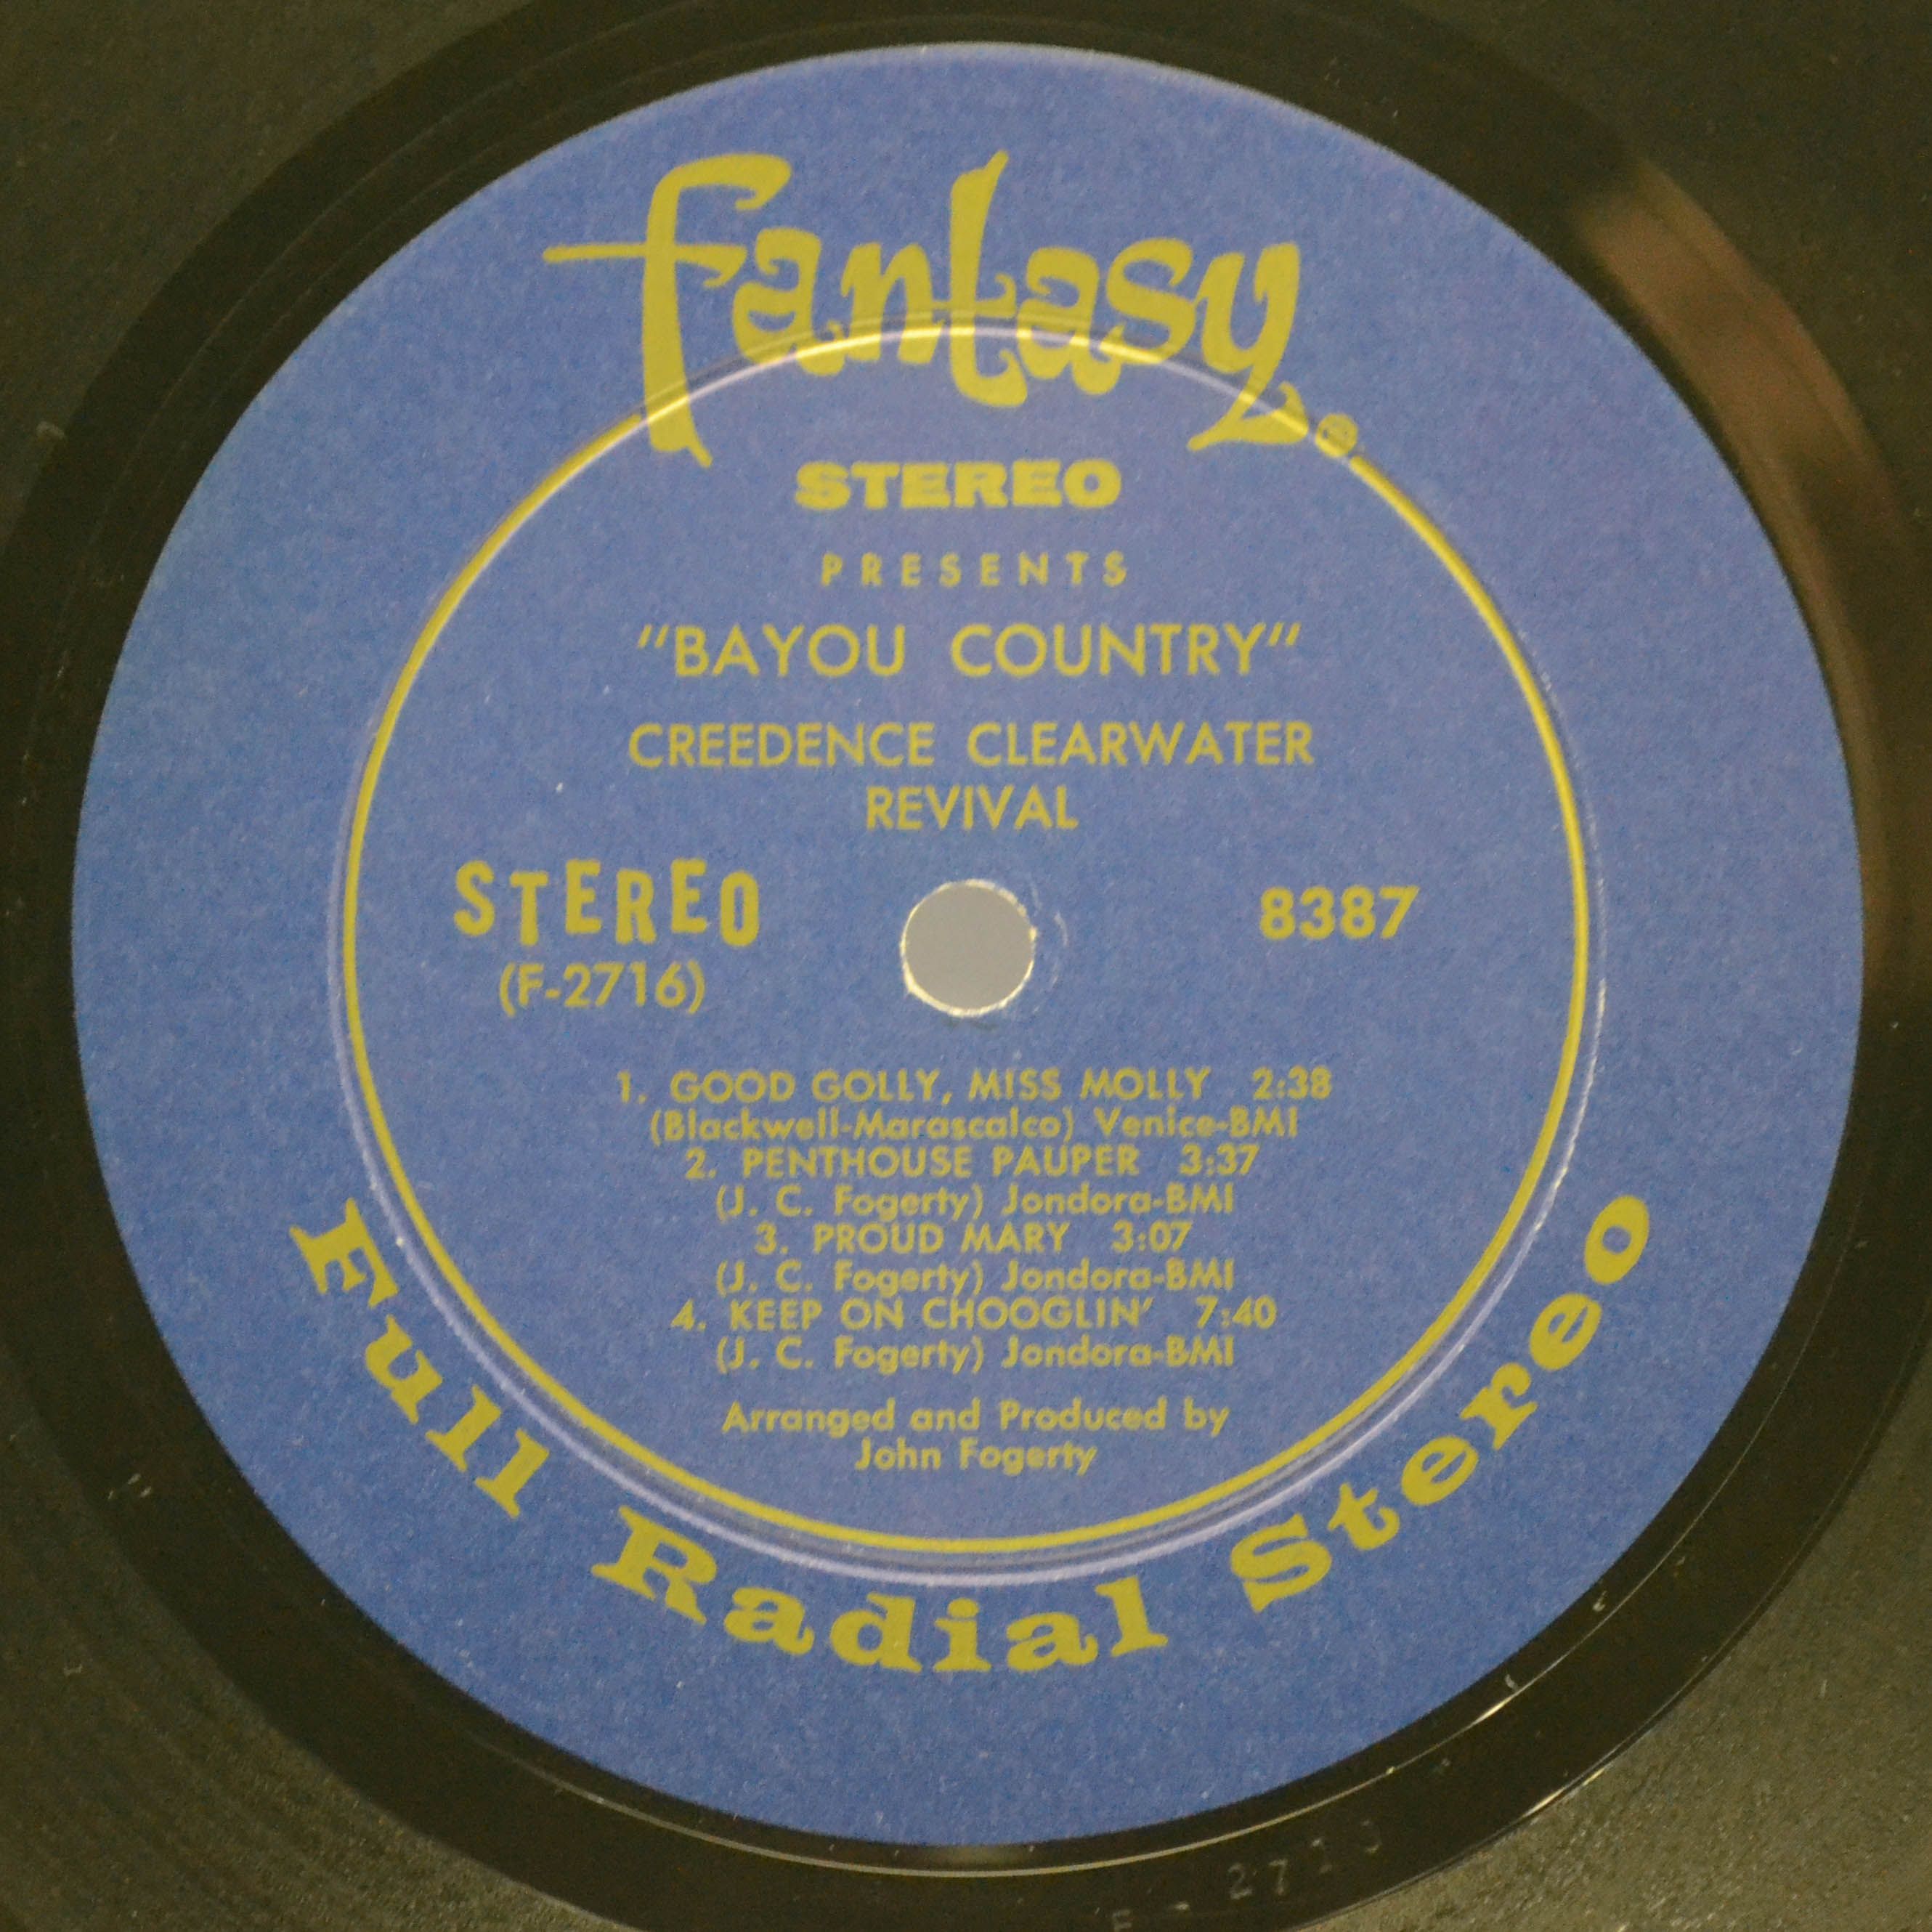 fantasy®
STEREO
PRESENTS
"BAYOU COUNTRY"
CREEDENCE CLEARWATER
REVIVAL
STEREO
(F-2716)
8387
1. GOOD GOLLY, MISS MOLLY 2:38
(Blackwell-Marascalco) Venice-BMI
2. PENTHOUSE PAUPER 3:37
(J. C. Fogerty) Jondora-BMI
3. PROUD MARY 3:07
(J. C. Fogerty) Jondora-BMI
4. KEEP ON CHOOGLIN' 7:40
(J. C. Fogerty) Jondora-BMI
Arranged and Produced by
John Fogerty
Full Radial Stereo